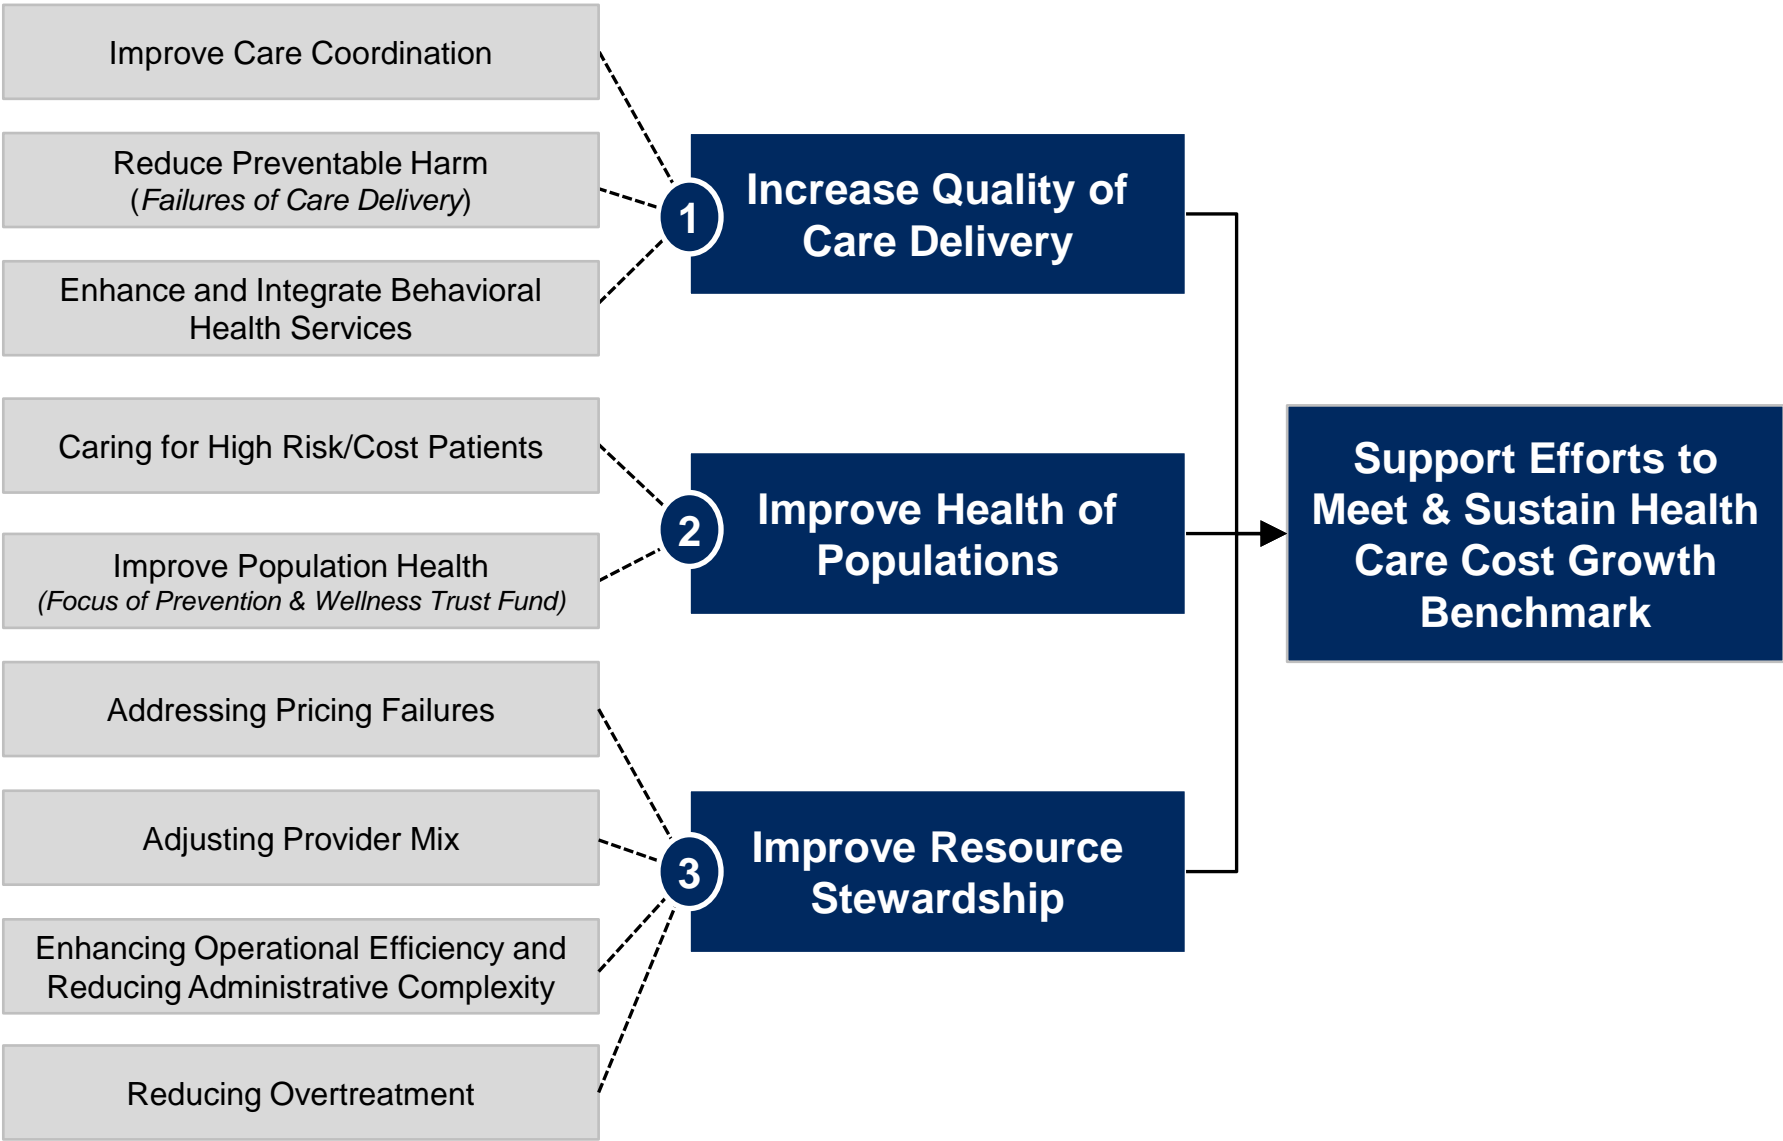 Improve Care Coordination
Reduce Preventable Harm
(Failures of Care Delivery)
Enhance and Integrate Behavioral
Health Services
1
Increase Quality of
Care Delivery
Caring for High Risk/Cost Patients
Improve Population Health
(Focus of Prevention & Wellness Trust Fund)
2
Improve Health of
Populations
Addressing Pricing Failures
Adjusting Provider Mix
Enhancing Operational Efficiency and
Reducing Administrative Complexity
Reducing Overtreatment
3
Improve Resource
Stewardship
Support Efforts to
Meet & Sustain Health
Care Cost Growth
Benchmark